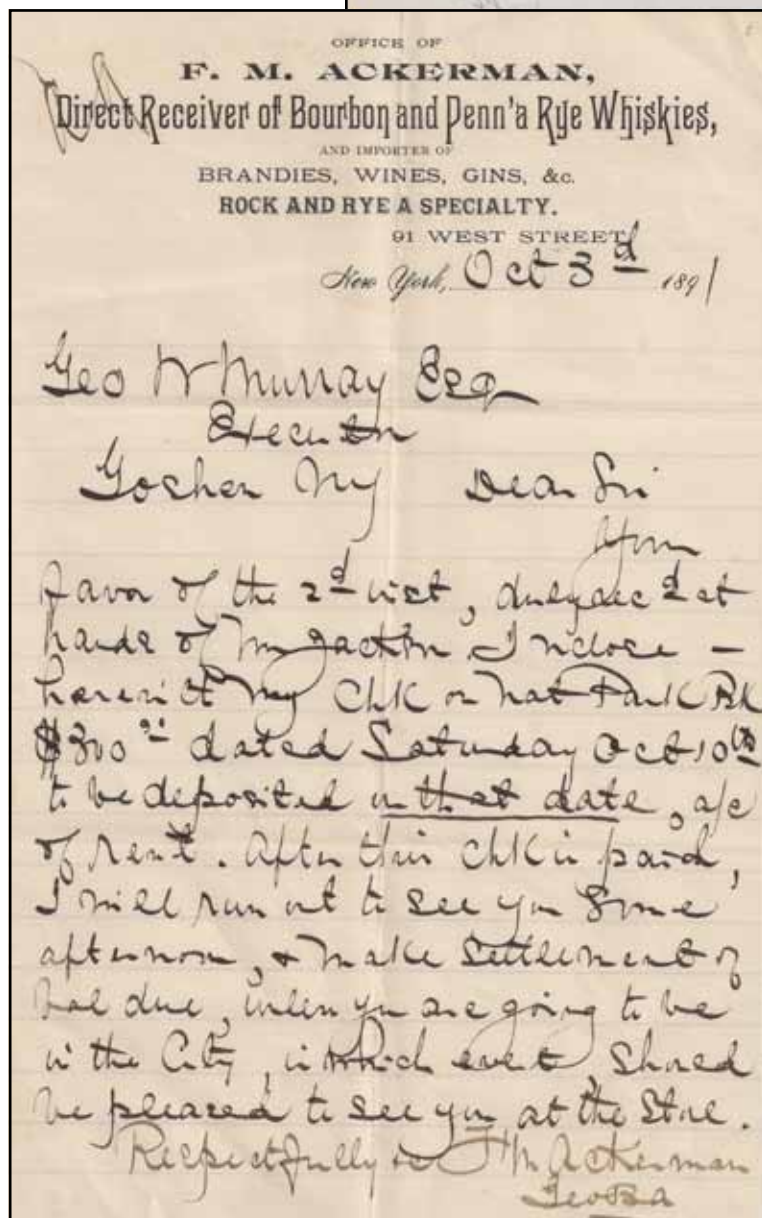 OFFICE OF
F. M. ACKERMAN,
Direct Receiver of Bourbon and Penn'a Rye Whiskies,
AND IMPORTER OF
BRANDIES, WINES, GINS, &c.
ROCK AND RYE A SPECIALTY.
91 WEST STREET
New York, Oct 3d 1891
Geo W Murray Esq
Executor
Goshen NY Dear Sir
Your
favor of the 2d inst, duly rec'd at
hands of Mr Jackson. I inclose –
herewith my Chk on Nat Park Bk
$300 dated Saturday Oct 10th
to be deposited on that date, a/c
of rent. After this chk is paid,
I will run out to see you some
afternoon, & make settlement of
bal due, unless you are going to be
in the City, in which event, should
be pleased to see you at the store.
Respectfully &c F M Ackerman